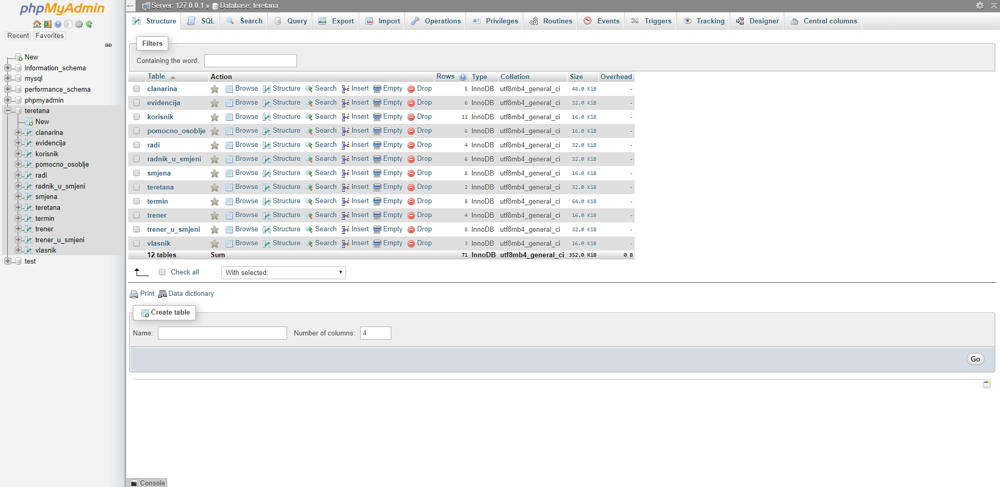 phpMyAdmin
Recent Favorites
New
information_schema
mysql
performance_schema
phpmyadmin
teretana
New
clanarina
evidencija
korisnik
pomocno_osoblje
radi
radnik_u_smjeni
smjena
teretana
termin
trener
trener_u_smjeni
vlasnik
test
Server: 127.0.0.1 » Database: teretana
Structure SQL Search Query Export Import Operations Privileges Routines Events Triggers Tracking Designer Central columns
Filters
Containing the word:
Table Action Rows Type Collation Size Overhead
clanarina Browse Structure Search Insert Empty Drop 5 InnoDB utf8mb4_general_ci 48.0 KiB -
evidencija Browse Structure Search Insert Empty Drop 6 InnoDB utf8mb4_general_ci 32.0 KiB -
korisnik Browse Structure Search Insert Empty Drop 11 InnoDB utf8mb4_general_ci 16.0 KiB -
pomocno_osoblje Browse Structure Search Insert Empty Drop 6 InnoDB utf8mb4_general_ci 16.0 KiB -
radi Browse Structure Search Insert Empty Drop 4 InnoDB utf8mb4_general_ci 32.0 KiB -
radnik_u_smjeni Browse Structure Search Insert Empty Drop 6 InnoDB utf8mb4_general_ci 32.0 KiB -
smjena Browse Structure Search Insert Empty Drop 8 InnoDB utf8mb4_general_ci 16.0 KiB -
teretana Browse Structure Search Insert Empty Drop 2 InnoDB utf8mb4_general_ci 32.0 KiB -
termin Browse Structure Search Insert Empty Drop 8 InnoDB utf8mb4_general_ci 64.0 KiB -
trener Browse Structure Search Insert Empty Drop 4 InnoDB utf8mb4_general_ci 16.0 KiB -
trener_u_smjeni Browse Structure Search Insert Empty Drop 8 InnoDB utf8mb4_general_ci 32.0 KiB -
vlasnik Browse Structure Search Insert Empty Drop 3 InnoDB utf8mb4_general_ci 16.0 KiB -
12 tables Sum 71 InnoDB utf8mb4_general_ci 352.0 KiB 0 B
Check all With selected:
Print Data dictionary
Create table
Name: Number of columns: 4
Go
Console